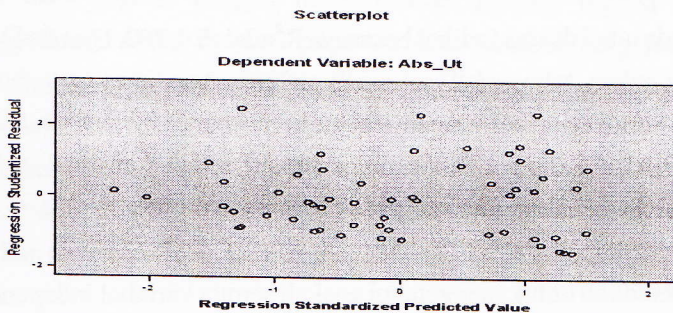 Scatterplot
Dependent Variable: Abs_Ut
Regression Studentized Residual
2
0
-2
-2
-1
0
1
2
Regression Standardized Predicted Value